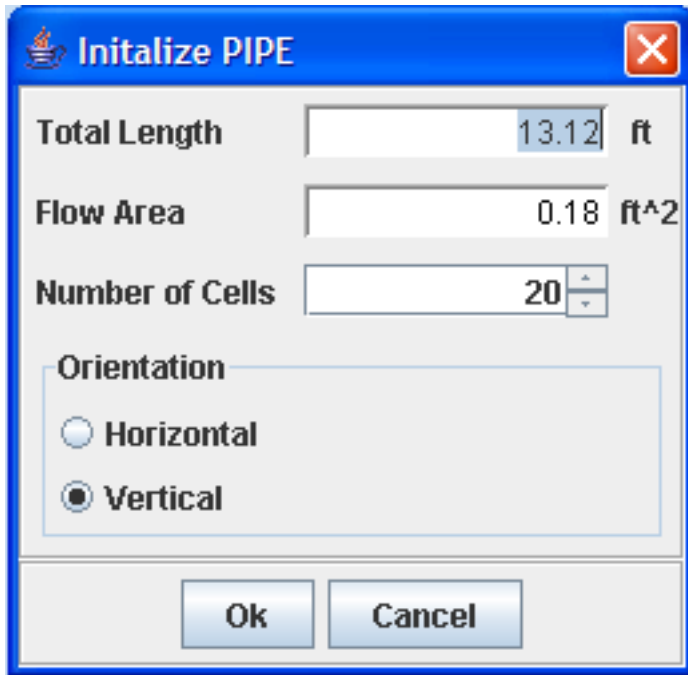 Initalize PIPE
Total Length 13.12 ft
Flow Area 0.18 ft^2
Number of Cells 20
Orientation
Horizontal
Vertical
Ok Cancel